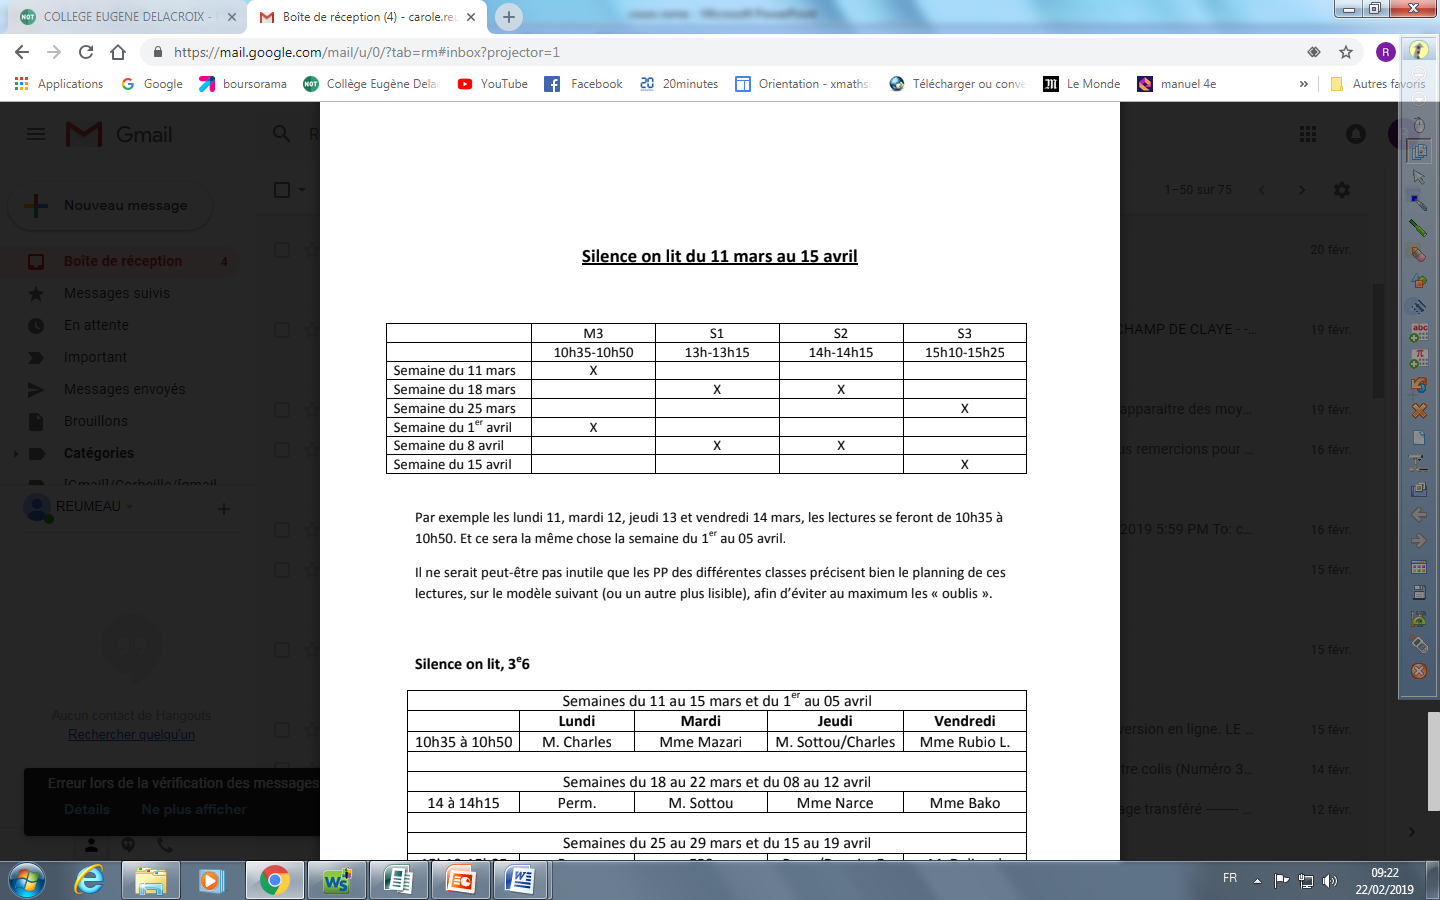 COLLEGE EUGENE DELACROIX -
Boîte de réception (4) - carole.reu
https://mail.google.com/mail/u/0/?tab=rm#inbox?projector=1
R
Applications
Google
boursorama
Collège Eugène Delac
YouTube
Facebook
20minutes
Orientation - xmaths
Télécharger ou conve
Le Monde
manuel 4e
»
Autres favoris
Gmail
Nouveau message
1–50 sur 75
Boîte de réception 4
Messages suivis
En attente
Important
Messages envoyés
Brouillons
Catégories
REUMEAU
Aucun contact de Hangouts
Rechercher quelqu'un
Erreur lors de la vérification des messages
Détails Ne plus afficher
Silence on lit du 11 mars au 15 avril
M3 S1 S2 S3
10h35-10h50 13h-13h15 14h-14h15 15h10-15h25
Semaine du 11 mars X
Semaine du 18 mars X X
Semaine du 25 mars X
Semaine du 1er avril X
Semaine du 8 avril X X
Semaine du 15 avril X
Par exemple les lundi 11, mardi 12, jeudi 13 et vendredi 14 mars, les lectures se feront de 10h35 à
10h50. Et ce sera la même chose la semaine du 1er au 05 avril.
Il ne serait peut-être pas inutile que les PP des différentes classes précisent bien le planning de ces
lectures, sur le modèle suivant (ou un autre plus lisible), afin d'éviter au maximum les « oublis ».
Silence on lit, 3e6
Semaines du 11 au 15 mars et du 1er au 05 avril
Lundi Mardi Jeudi Vendredi
10h35 à 10h50 M. Charles Mme Mazari M. Sottou/Charles Mme Rubio L.
Semaines du 18 au 22 mars et du 08 au 12 avril
14 à 14h15 Perm. M. Sottou Mme Narce Mme Bako
Semaines du 25 au 29 mars et du 15 au 19 avril
20 févr.
CHAMP DE CLAYE - -... 19 févr.
apparaitre des moy... 19 févr.
us remercions pour ... 16 févr.
2019 5:59 PM To: c... 16 févr.
15 févr.
15 févr.
version en ligne. LE ... 15 févr.
tre colis (Numéro 3... 14 févr.
age transféré -------- ... 12 févr.
FR
09:22
22/02/2019